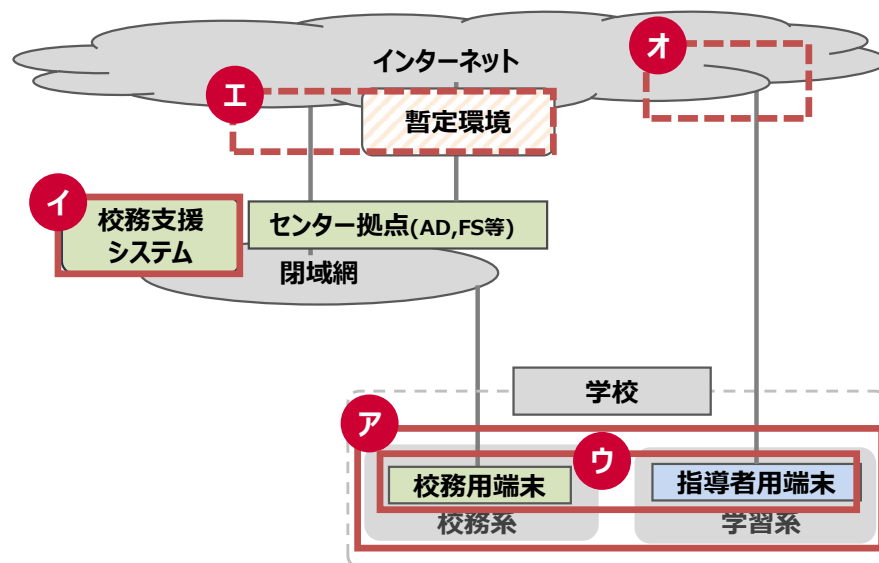 インターネット
オ
エ
暫定環境
イ
校務支援
システム
センター拠点(AD,FS等)
閉域網
学校
ア
ウ
校務用端末
指導者用端末
校務系
学習系